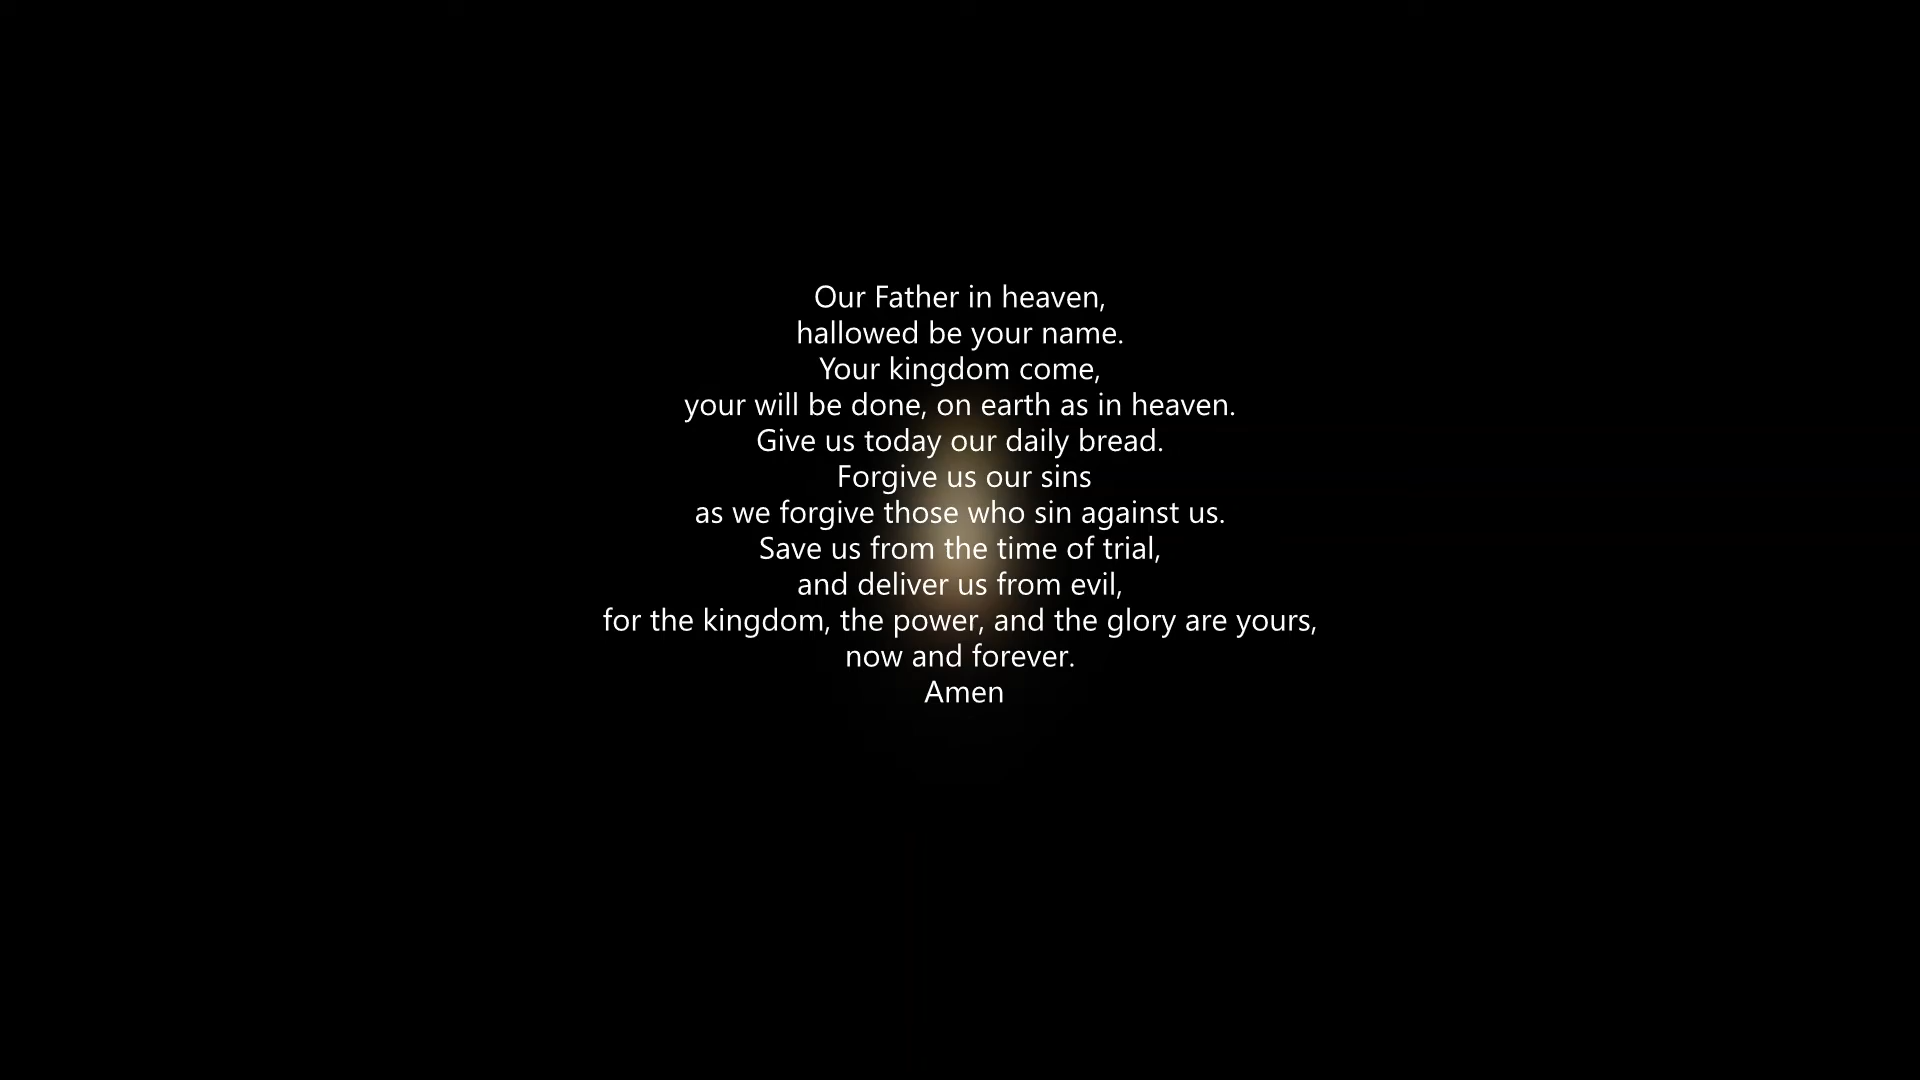 Our Father in heaven,
hallowed be your name.
Your kingdom come,
your will be done, on earth as in heaven.
Give us today our daily bread.
Forgive us our sins
as we forgive those who sin against us.
Save us from the time of trial,
and deliver us from evil,
for the kingdom, the power, and the glory are yours,
now and forever.
Amen